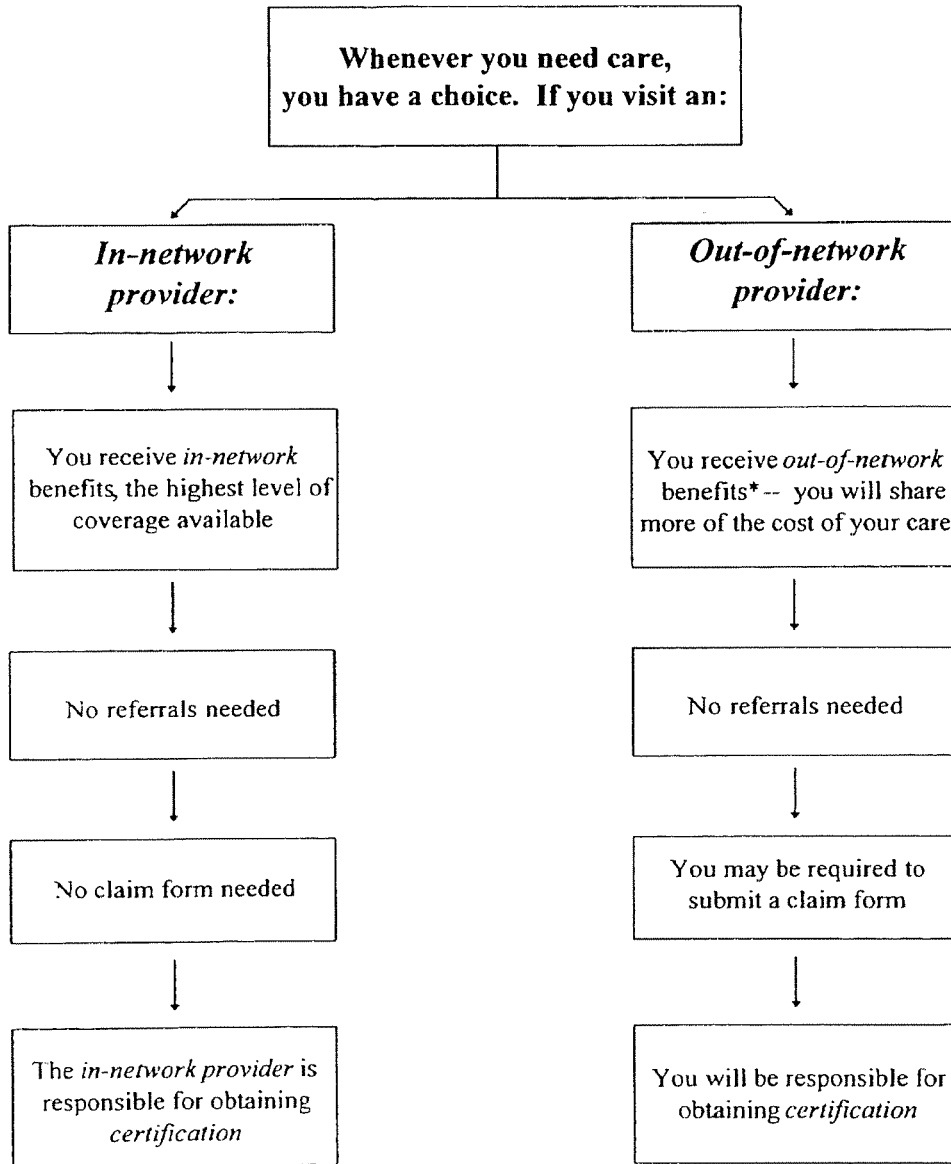 Whenever you need care,
you have a choice. If you visit an:
In-network
provider:
You receive in-network
benefits, the highest level of
coverage available
No referrals needed
No claim form needed
The in-network provider is
responsible for obtaining
certification
Out-of-network
provider:
You receive out-of-network
benefits* -- you will share
more of the cost of your care
No referrals needed
You may be required to
submit a claim form
You will be responsible for
obtaining certification